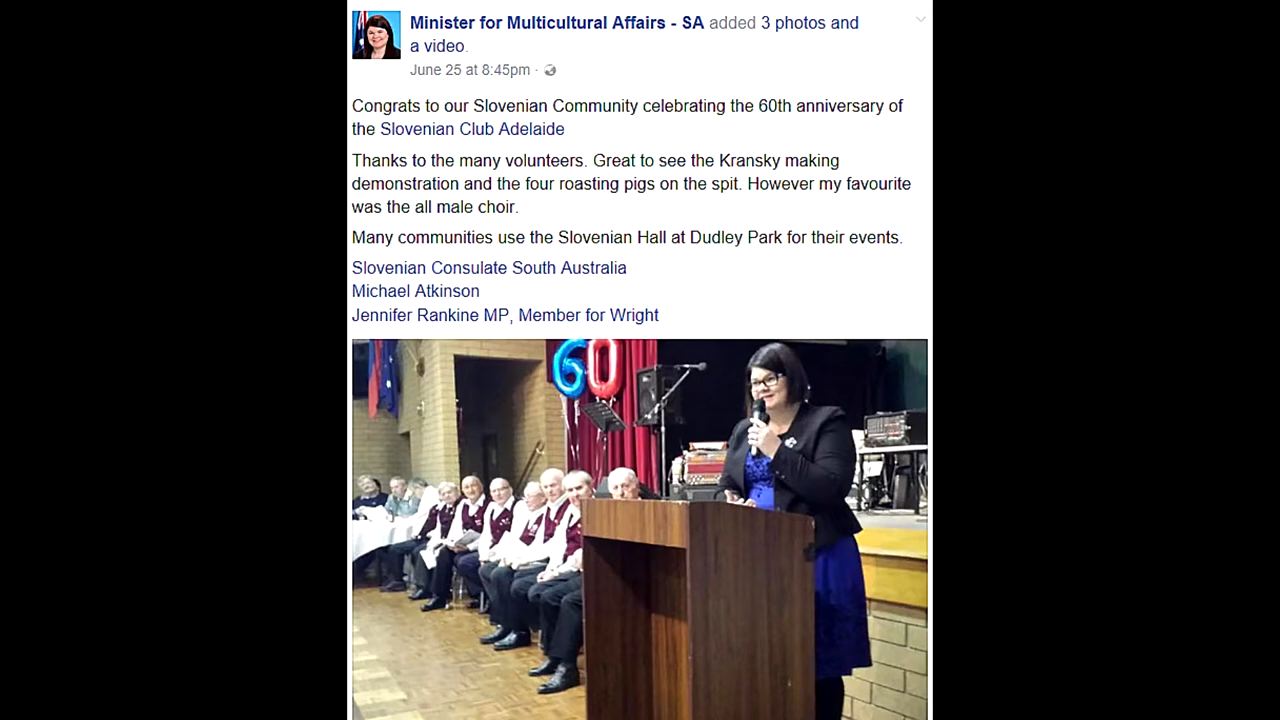 Minister for Multicultural Affairs - SA added 3 photos and
a video.
June 25 at 8:45pm ·
Congrats to our Slovenian Community celebrating the 60th anniversary of
the Slovenian Club Adelaide
Thanks to the many volunteers. Great to see the Kransky making
demonstration and the four roasting pigs on the spit. However my favourite
was the all male choir.
Many communities use the Slovenian Hall at Dudley Park for their events.
Slovenian Consulate South Australia
Michael Atkinson
Jennifer Rankine MP, Member for Wright
60